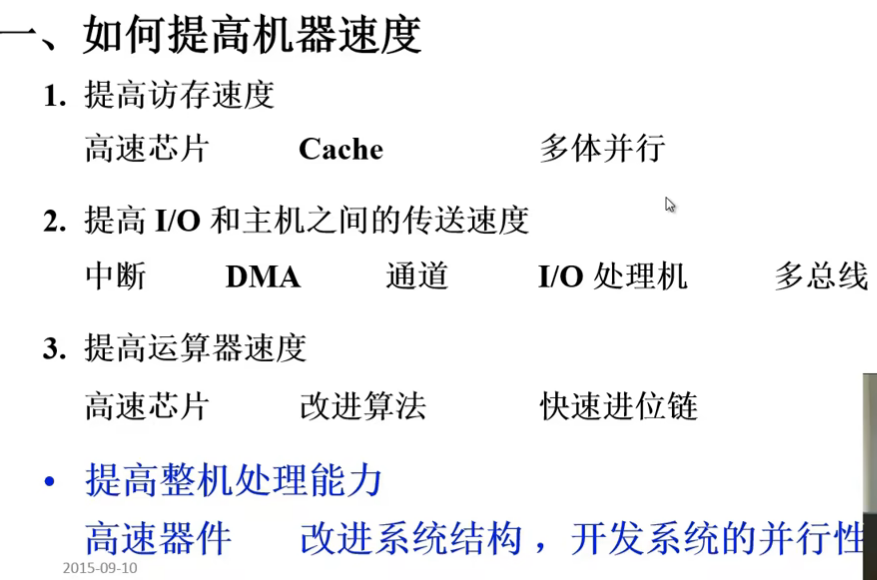 一、如何提高机器速度
1. 提高访存速度
高速芯片 Cache 多体并行
2. 提高 I/O 和主机之间的传送速度
中断 DMA 通道 I/O 处理机 多总线
3. 提高运算器速度
高速芯片 改进算法 快速进位链
• 提高整机处理能力
高速器件 改进系统结构，开发系统的并行性
2015-09-10